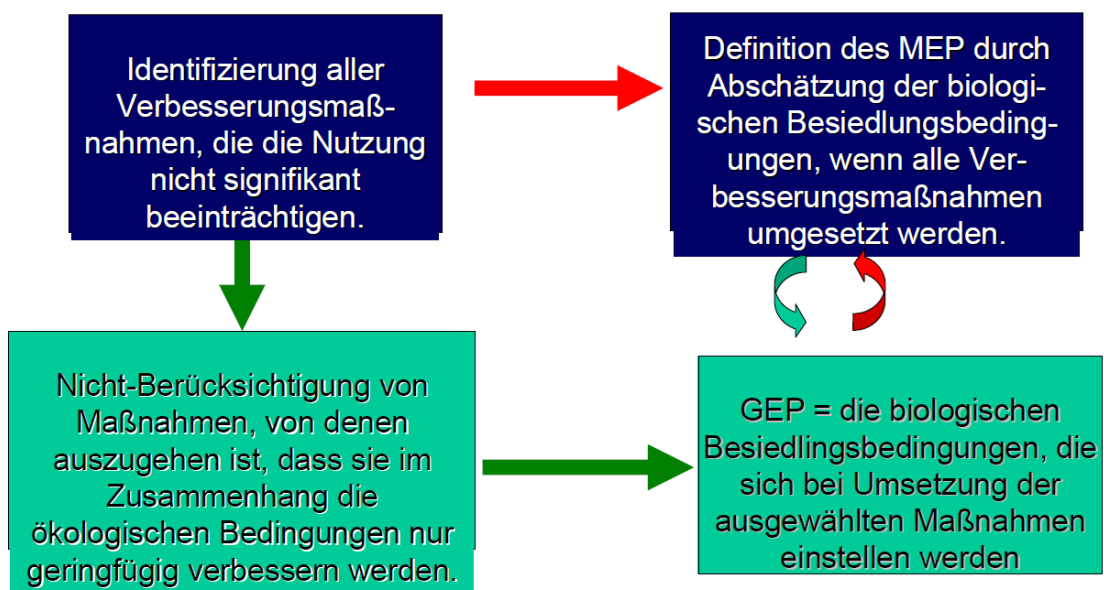 Identifizierung aller
Verbesserungsmaß-
nahmen, die die Nutzung
nicht signifikant
beeinträchtigen.
Definition des MEP durch
Abschätzung der biologi-
schen Besiedlungsbeding-
ungen, wenn alle Ver-
besserungsmaßnahmen
umgesetzt werden.
Nicht-Berücksichtigung von
Maßnahmen, von denen
auszugehen ist, dass sie im
Zusammenhang die
ökologischen Bedingungen nur
geringfügig verbessern werden.
GEP = die biologischen
Besiedlingsbedingungen, die
sich bei Umsetzung der
ausgewählten Maßnahmen
einstellen werden